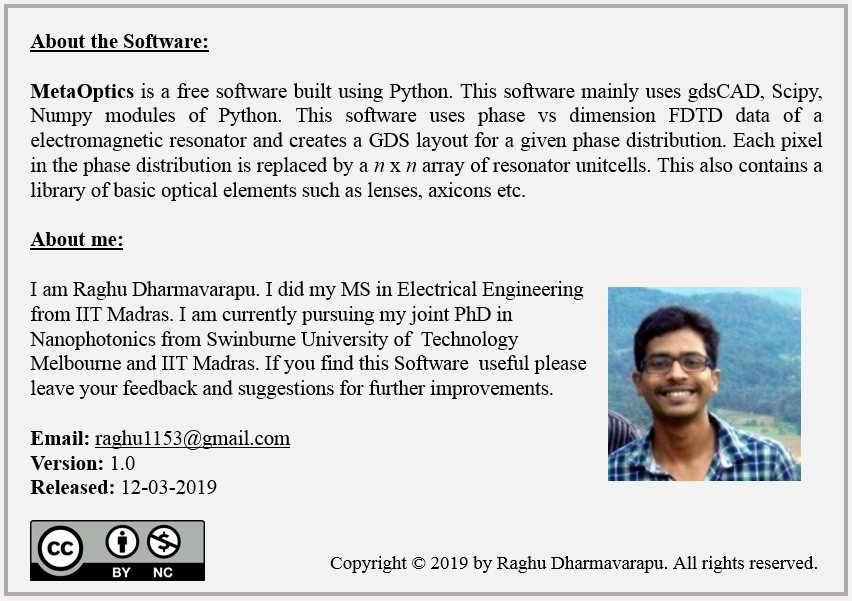 About the Software:
MetaOptics is a free software built using Python. This software mainly uses gdsCAD, Scipy,
Numpy modules of Python. This software uses phase vs dimension FDTD data of a
electromagnetic resonator and creates a GDS layout for a given phase distribution. Each pixel
in the phase distribution is replaced by a n x n array of resonator unitcells. This also contains a
library of basic optical elements such as lenses, axicons etc.
About me:
I am Raghu Dharmavarapu. I did my MS in Electrical Engineering
from IIT Madras. I am currently pursuing my joint PhD in
Nanophotonics from Swinburne University of Technology
Melbourne and IIT Madras. If you find this Software useful please
leave your feedback and suggestions for further improvements.
Email: raghu1153@gmail.com
Version: 1.0
Released: 12-03-2019
cc
BY NC
Copyright © 2019 by Raghu Dharmavarapu. All rights reserved.